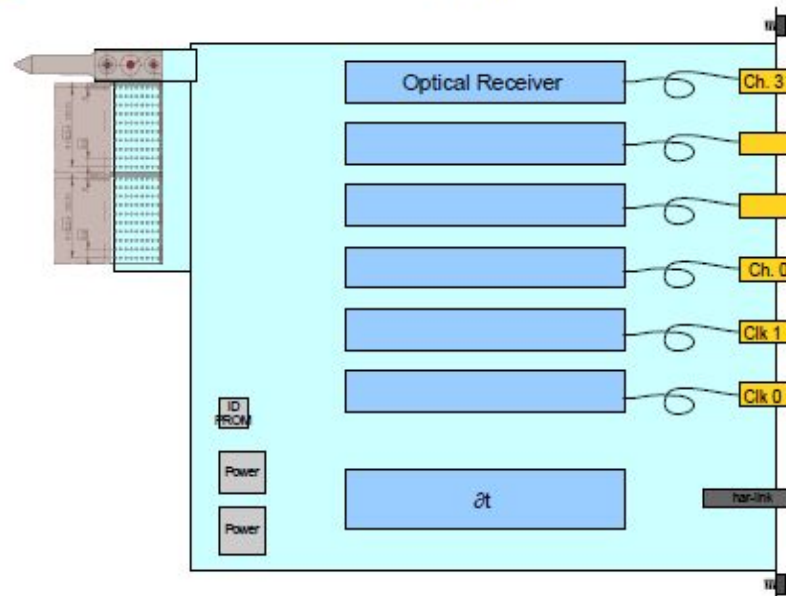 Optical Receiver
Ch. 3
Ch. 0
Clk 1
Clk 0
ID
PROM
Power
∂t
har-link
Power